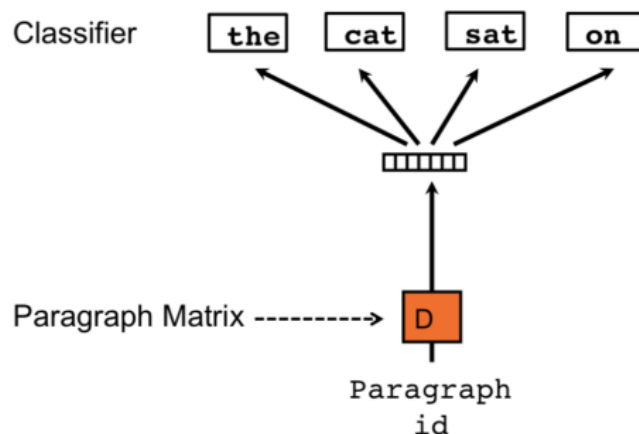 Classifier
the cat sat on
Paragraph Matrix
D
Paragraph
id